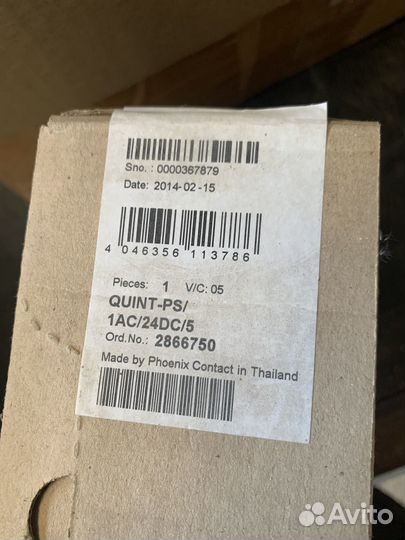 Sno. : 0000367879
Date: 2014-02-15
4 046356 113786
Pieces: 1 V/C: 05
QUINT-PS/
1AC/24DC/5
Ord.No.: 2866750
Made by Phoenix Contact in Thailand
Avito